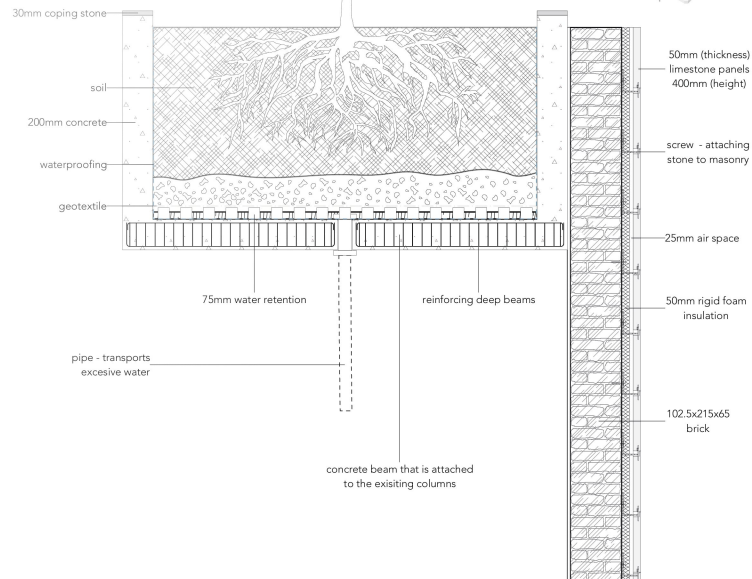 30mm coping stone
soil
200mm concrete
waterproofing
geotextile
75mm water retention
reinforcing deep beams
pipe - transports
excesive water
concrete beam that is attached
to the exisiting columns
50mm (thickness)
limestone panels
400mm (height)
screw - attaching
stone to masonry
25mm air space
50mm rigid foam
insulation
102.5x215x65
brick